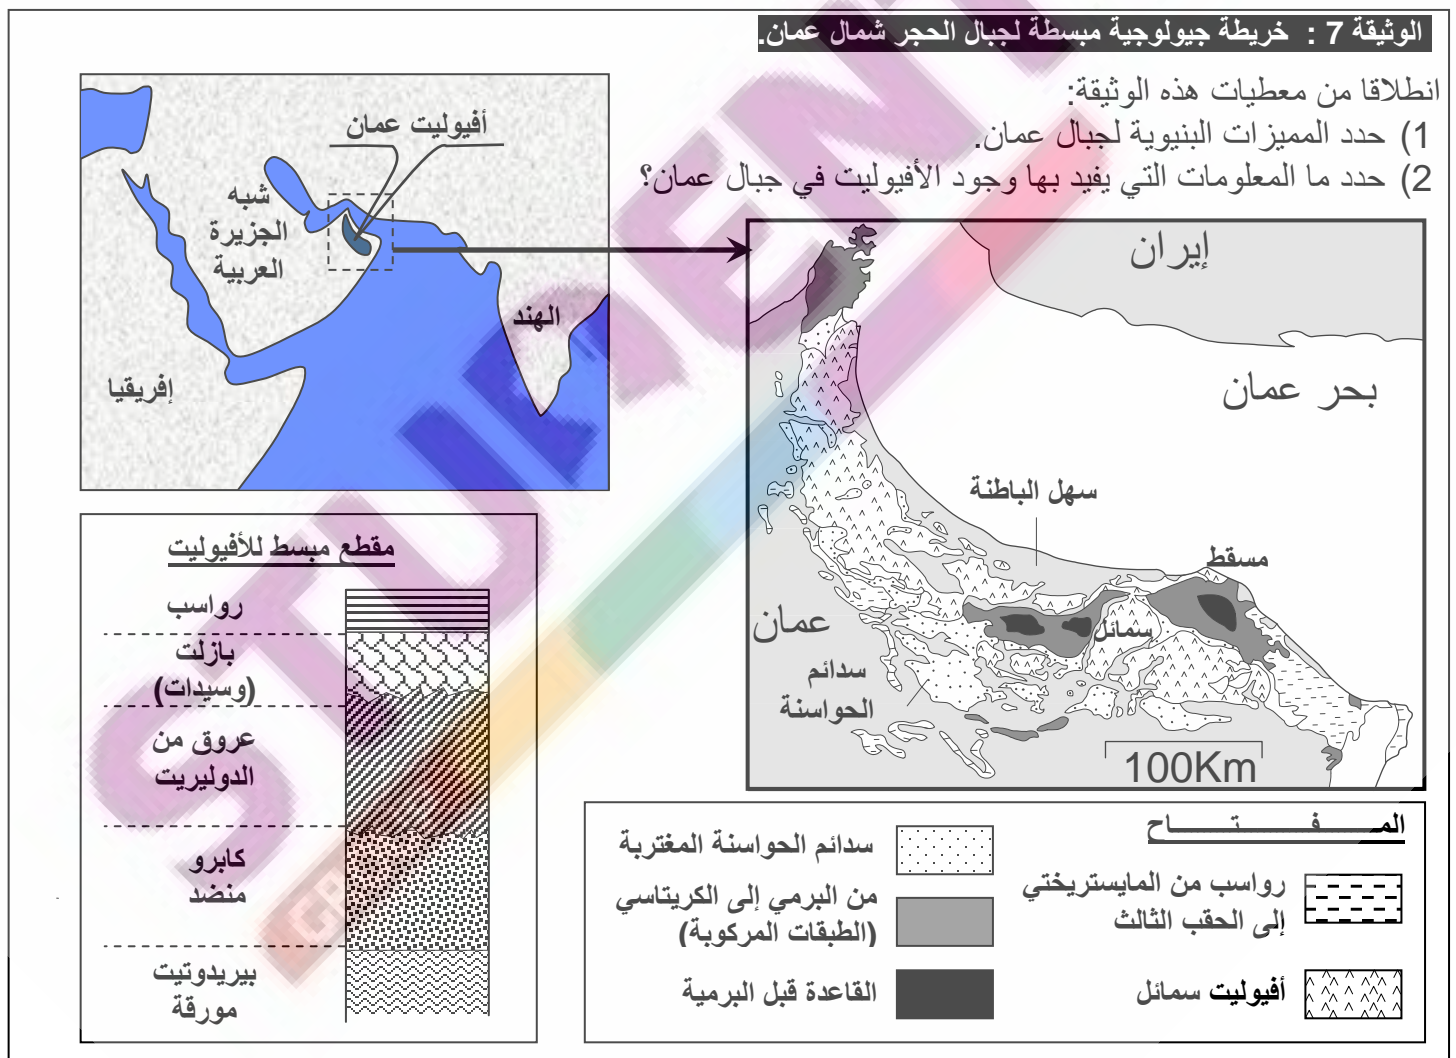 الوثيقة 7 : خريطة جيولوجية مبسطة لجبال الحجر شمال عمان.
انطلاقا من معطيات هذه الوثيقة:
1) حدد المميزات البنيوية لجبال عمان.
2) حدد ما المعلومات التي يفيد بها وجود الأفيوليت في جبال عمان؟
أفيوليت عمان
شبه
الجزيرة
العربية
الهند
إفريقيا
إيران
بحر عمان
سهل الباطنة
مسقط
سمائل
عمان
سدائم
الحواسنة
100Km
مقطع مبسط للأفيوليت
رواسب
بازلت
(وسيدات)
عروق من
الدوليريت
كابرو
منضد
بيريدوتيت
مورقة
المـــفـــتـــاح
رواسب من المايستريختي
إلى الحقب الثالث
أفيوليت سمائل
سدائم الحواسنة المغتربة
من البرمي إلى الكريتاسي
(الطبقات المركوبة)
القاعدة قبل البرمية
STUDENT